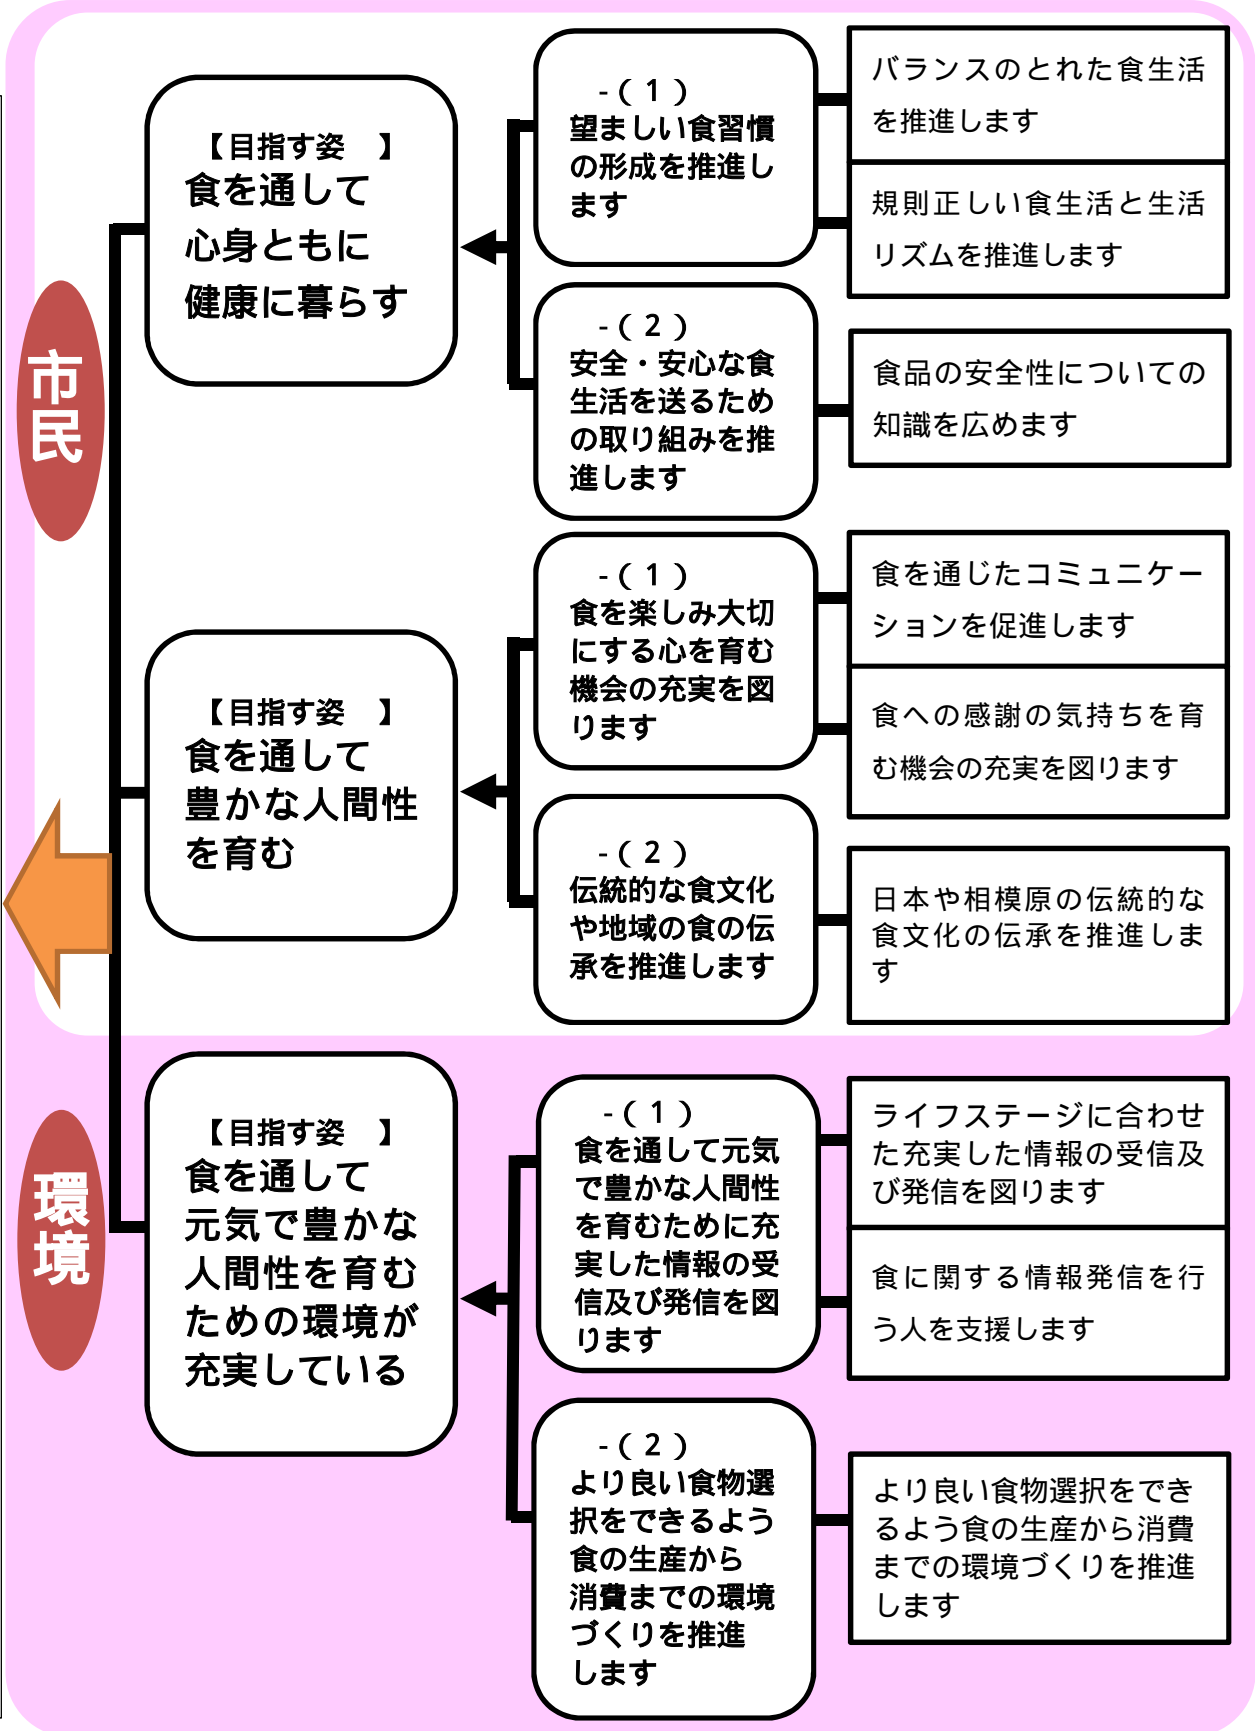 市民
【目指す姿　】
食を通して
心身ともに
健康に暮らす
-（１）
望ましい食習慣
の形成を推進し
ます
バランスのとれた食生活
を推進します
規則正しい食生活と生活
リズムを推進します
-（２）
安全・安心な食
生活を送るため
の取り組みを推
進します
食品の安全性についての
知識を広めます
【目指す姿　】
食を通して
豊かな人間性
を育む
-（１）
食を楽しみ大切
にする心を育む
機会の充実を図
ります
食を通じたコミュニケー
ションを促進します
食への感謝の気持ちを育
む機会の充実を図ります
-（２）
伝統的な食文化
や地域の食の伝
承を推進します
日本や相模原の伝統的な
食文化の伝承を推進しま
す
環境
【目指す姿　】
食を通して
元気で豊かな
人間性を育む
ための環境が
充実している
-（１）
食を通して元気
で豊かな人間性
を育むために充
実した情報の受
信及び発信を図
ります
ライフステージに合わせ
た充実した情報の受信及
び発信を図ります
食に関する情報発信を行
う人を支援します
-（２）
より良い食物選
択をできるよう
食の生産から
消費までの環境
づくりを推進
します
より良い食物選択をでき
るよう食の生産から消費
までの環境づくりを推進
します